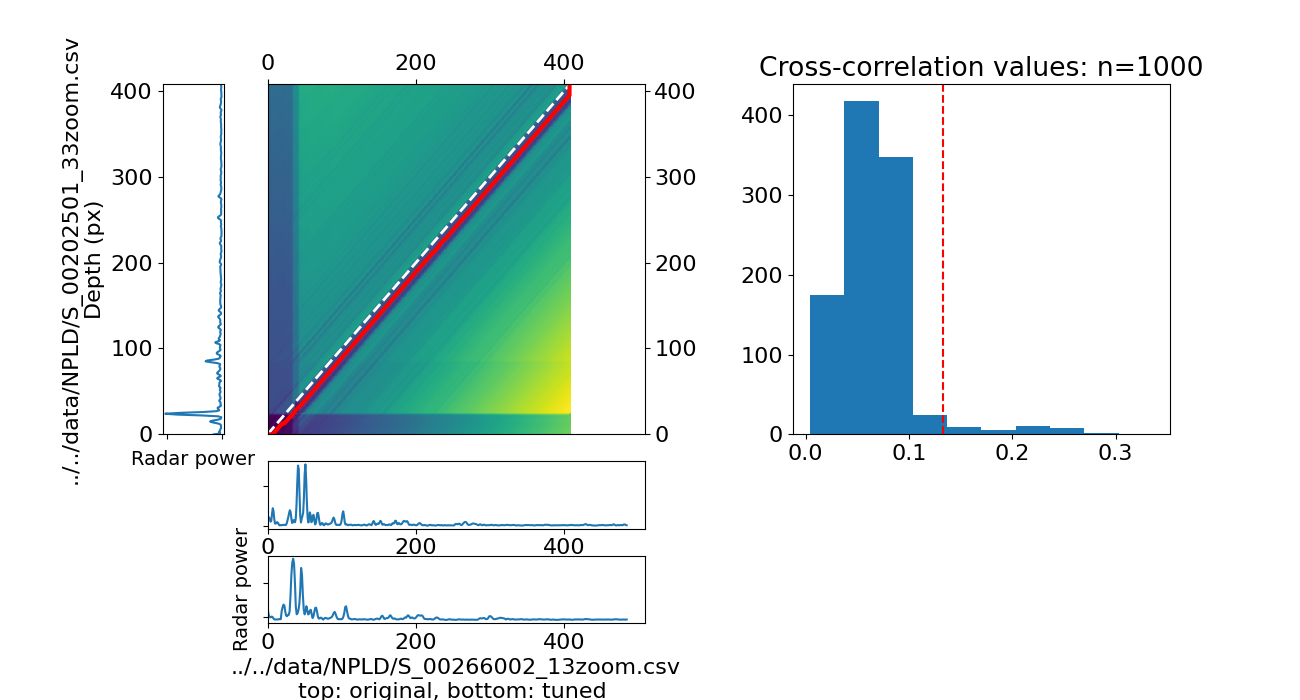 ../../data/NPLD/S_00202501_33zoom.csv
Depth (px)
0 200 400
400
300
200
100
0
400
300
200
100
0
Radar power
0 200 400
Radar power
0 200 400
../../data/NPLD/S_00266002_13zoom.csv
top: original, bottom: tuned
Cross-correlation values: n=1000
400
300
200
100
0
0.0 0.1 0.2 0.3